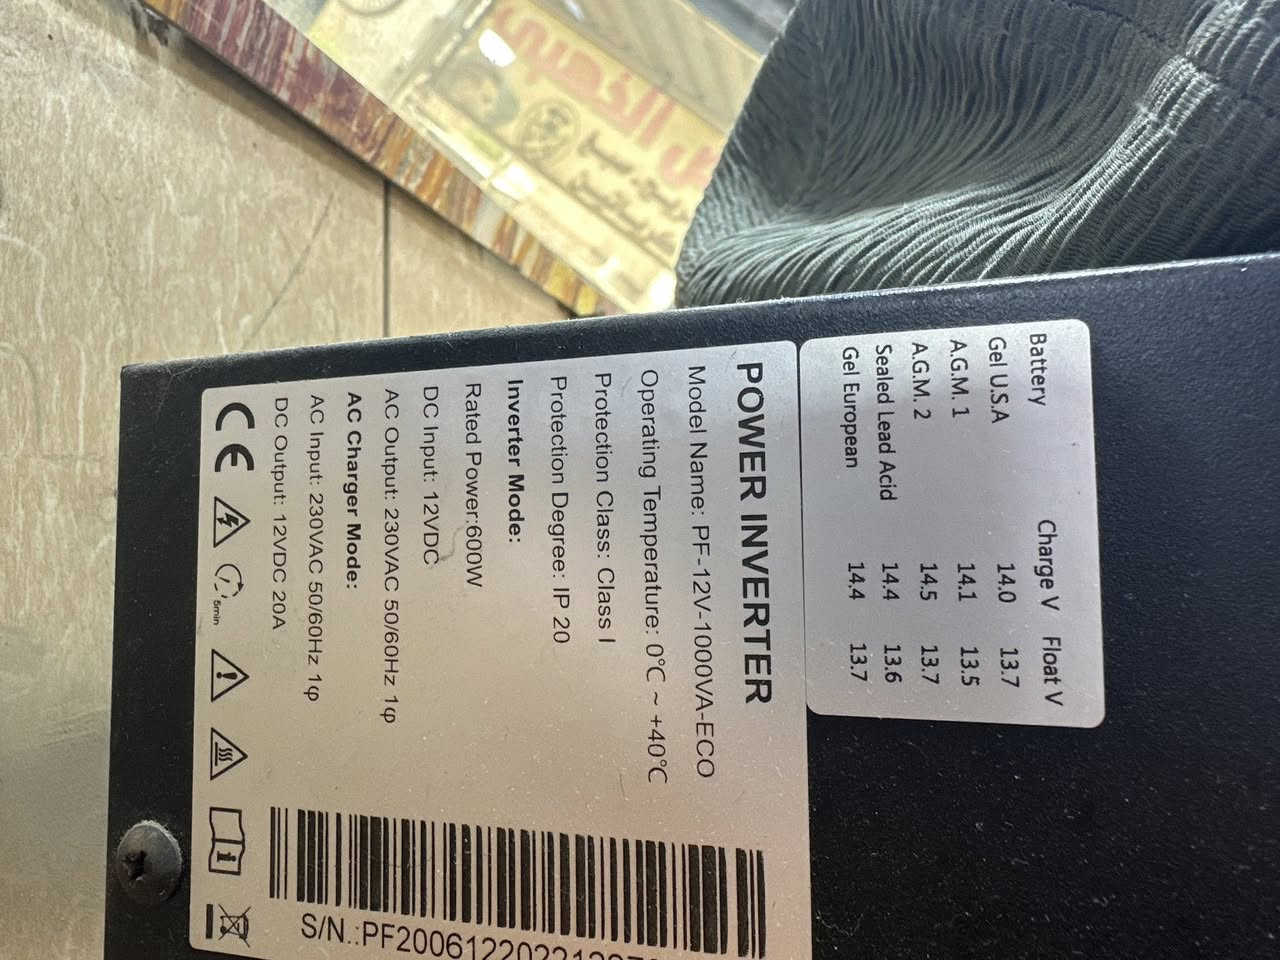 Battery Charge V Float V
Gel U.S.A 14.0 13.7
A.G.M. 1 14.1 13.5
A.G.M. 2 14.5 13.7
Sealed Lead Acid 14.4 13.6
Gel European 14.4 13.7
POWER INVERTER
Model Name: PF-12V-1000VA-ECO
Operating Temperature: 0℃ ~ +40℃
Protection Class: Class I
Protection Degree: IP 20
Inverter Mode:
Rated Power:600W
DC Input: 12VDC
AC Output: 230VAC 50/60Hz 1φ
AC Charger Mode:
AC Input: 230VAC 50/60Hz 1φ
DC Output: 12VDC 20A
CE
5min
S/N.:
الذهبي